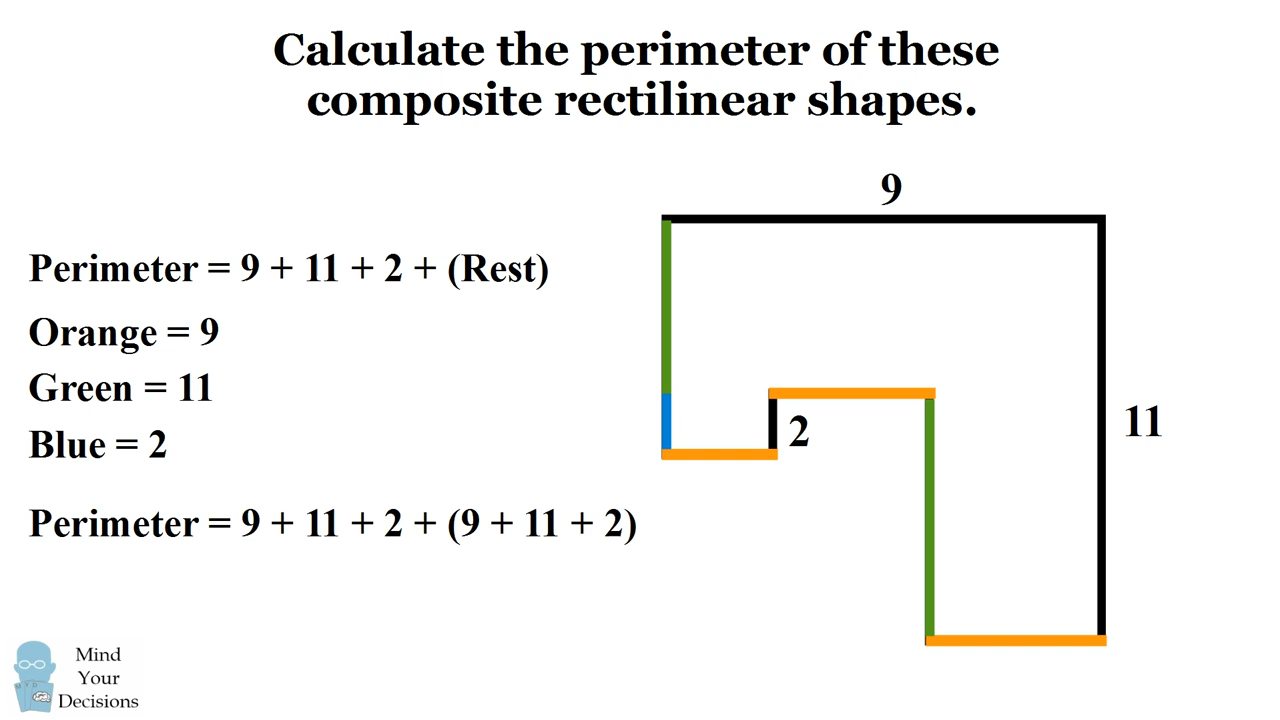 Calculate the perimeter of these
composite rectilinear shapes.
9
Perimeter = 9 + 11 + 2 + (Rest)
Orange = 9
Green = 11
Blue = 2
2
11
Perimeter = 9 + 11 + 2 + (9 + 11 + 2)
Mind
Your
Decisions